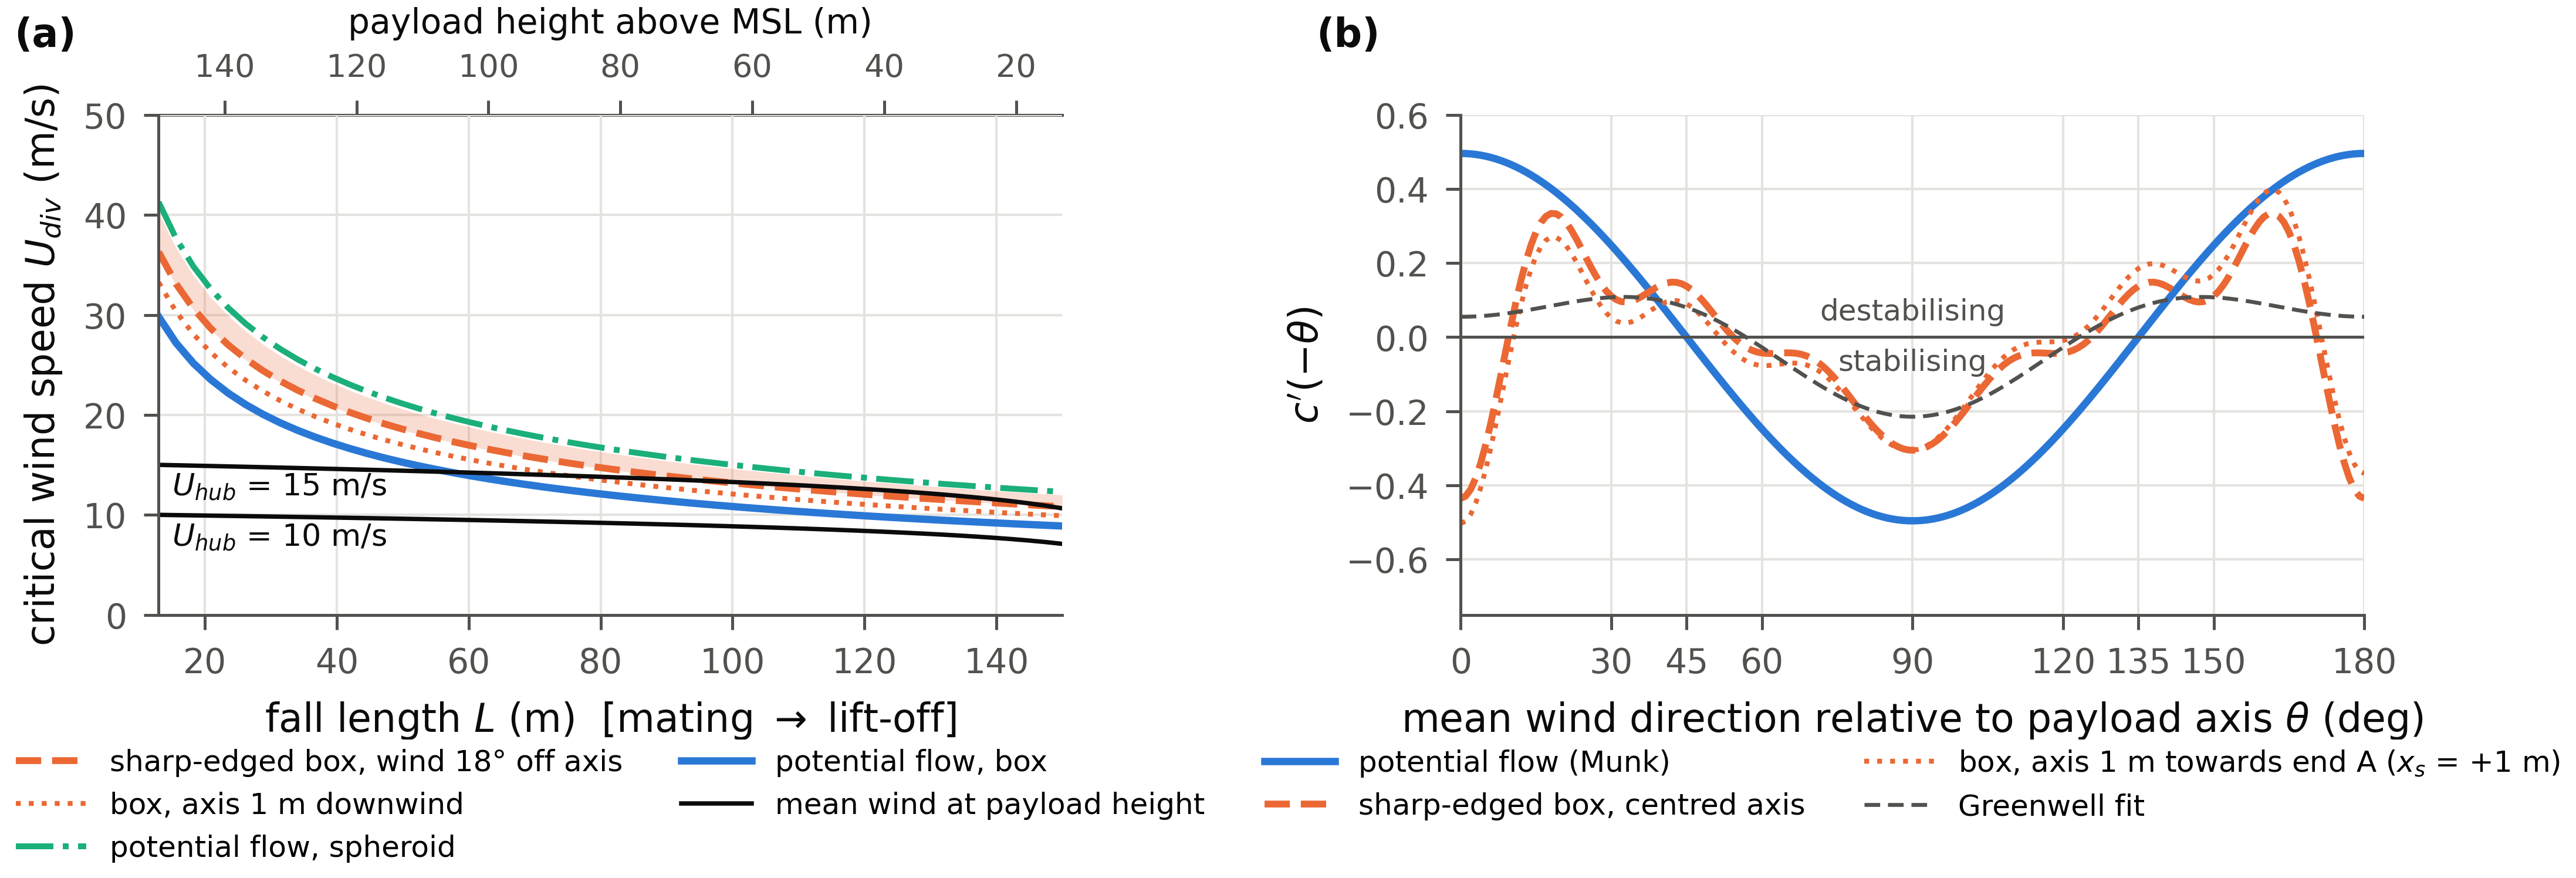 (a)
payload height above MSL (m)
140 120 100 80 60 40 20
critical wind speed U_div (m/s)
50
40
30
20
10
0
U_hub = 15 m/s
U_hub = 10 m/s
20 40 60 80 100 120 140
fall length L (m) [mating → lift-off]
sharp-edged box, wind 18° off axis
box, axis 1 m downwind
potential flow, spheroid
potential flow, box
mean wind at payload height
(b)
c′(−θ)
0.6
0.4
0.2
0.0
−0.2
−0.4
−0.6
destabilising
stabilising
0 30 45 60 90 120 135 150 180
mean wind direction relative to payload axis θ (deg)
potential flow (Munk)
sharp-edged box, centred axis
box, axis 1 m towards end A (x_s = +1 m)
Greenwell fit